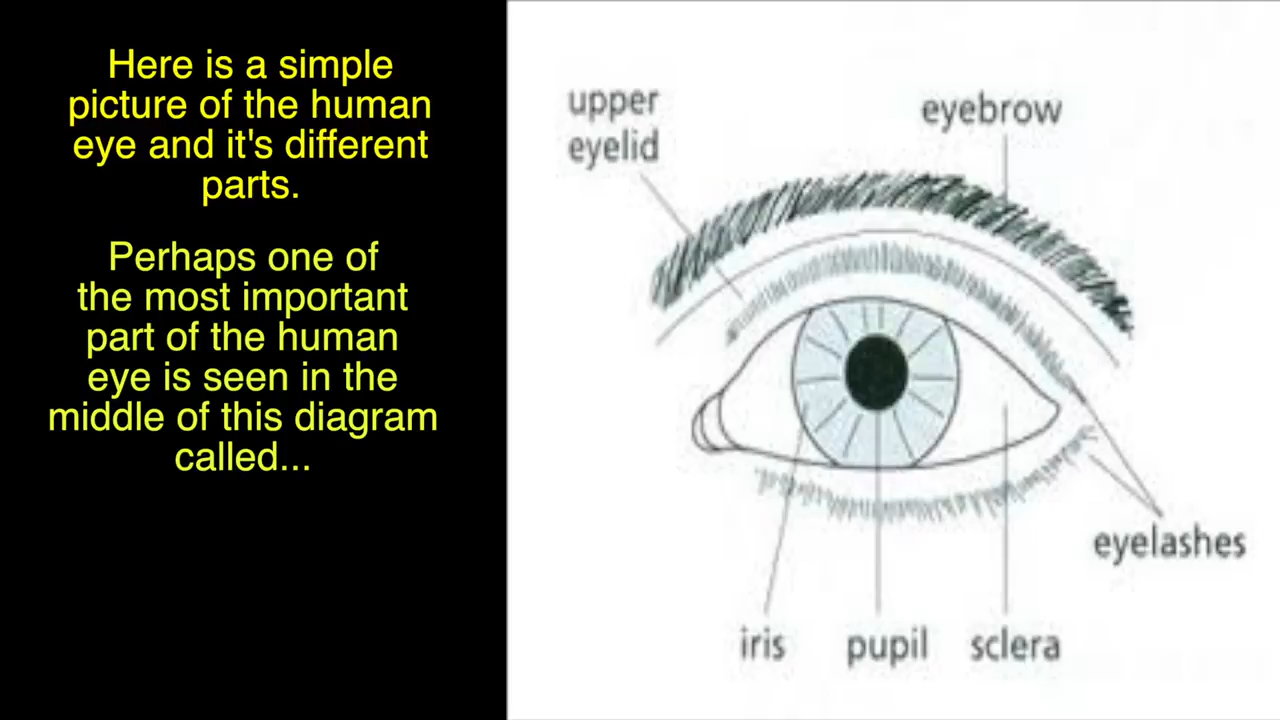 Here is a simple
picture of the human
eye and it's different
parts.
Perhaps one of
the most important
part of the human
eye is seen in the
middle of this diagram
called...
upper
eyelid
eyebrow
eyelashes
iris
pupil
sclera